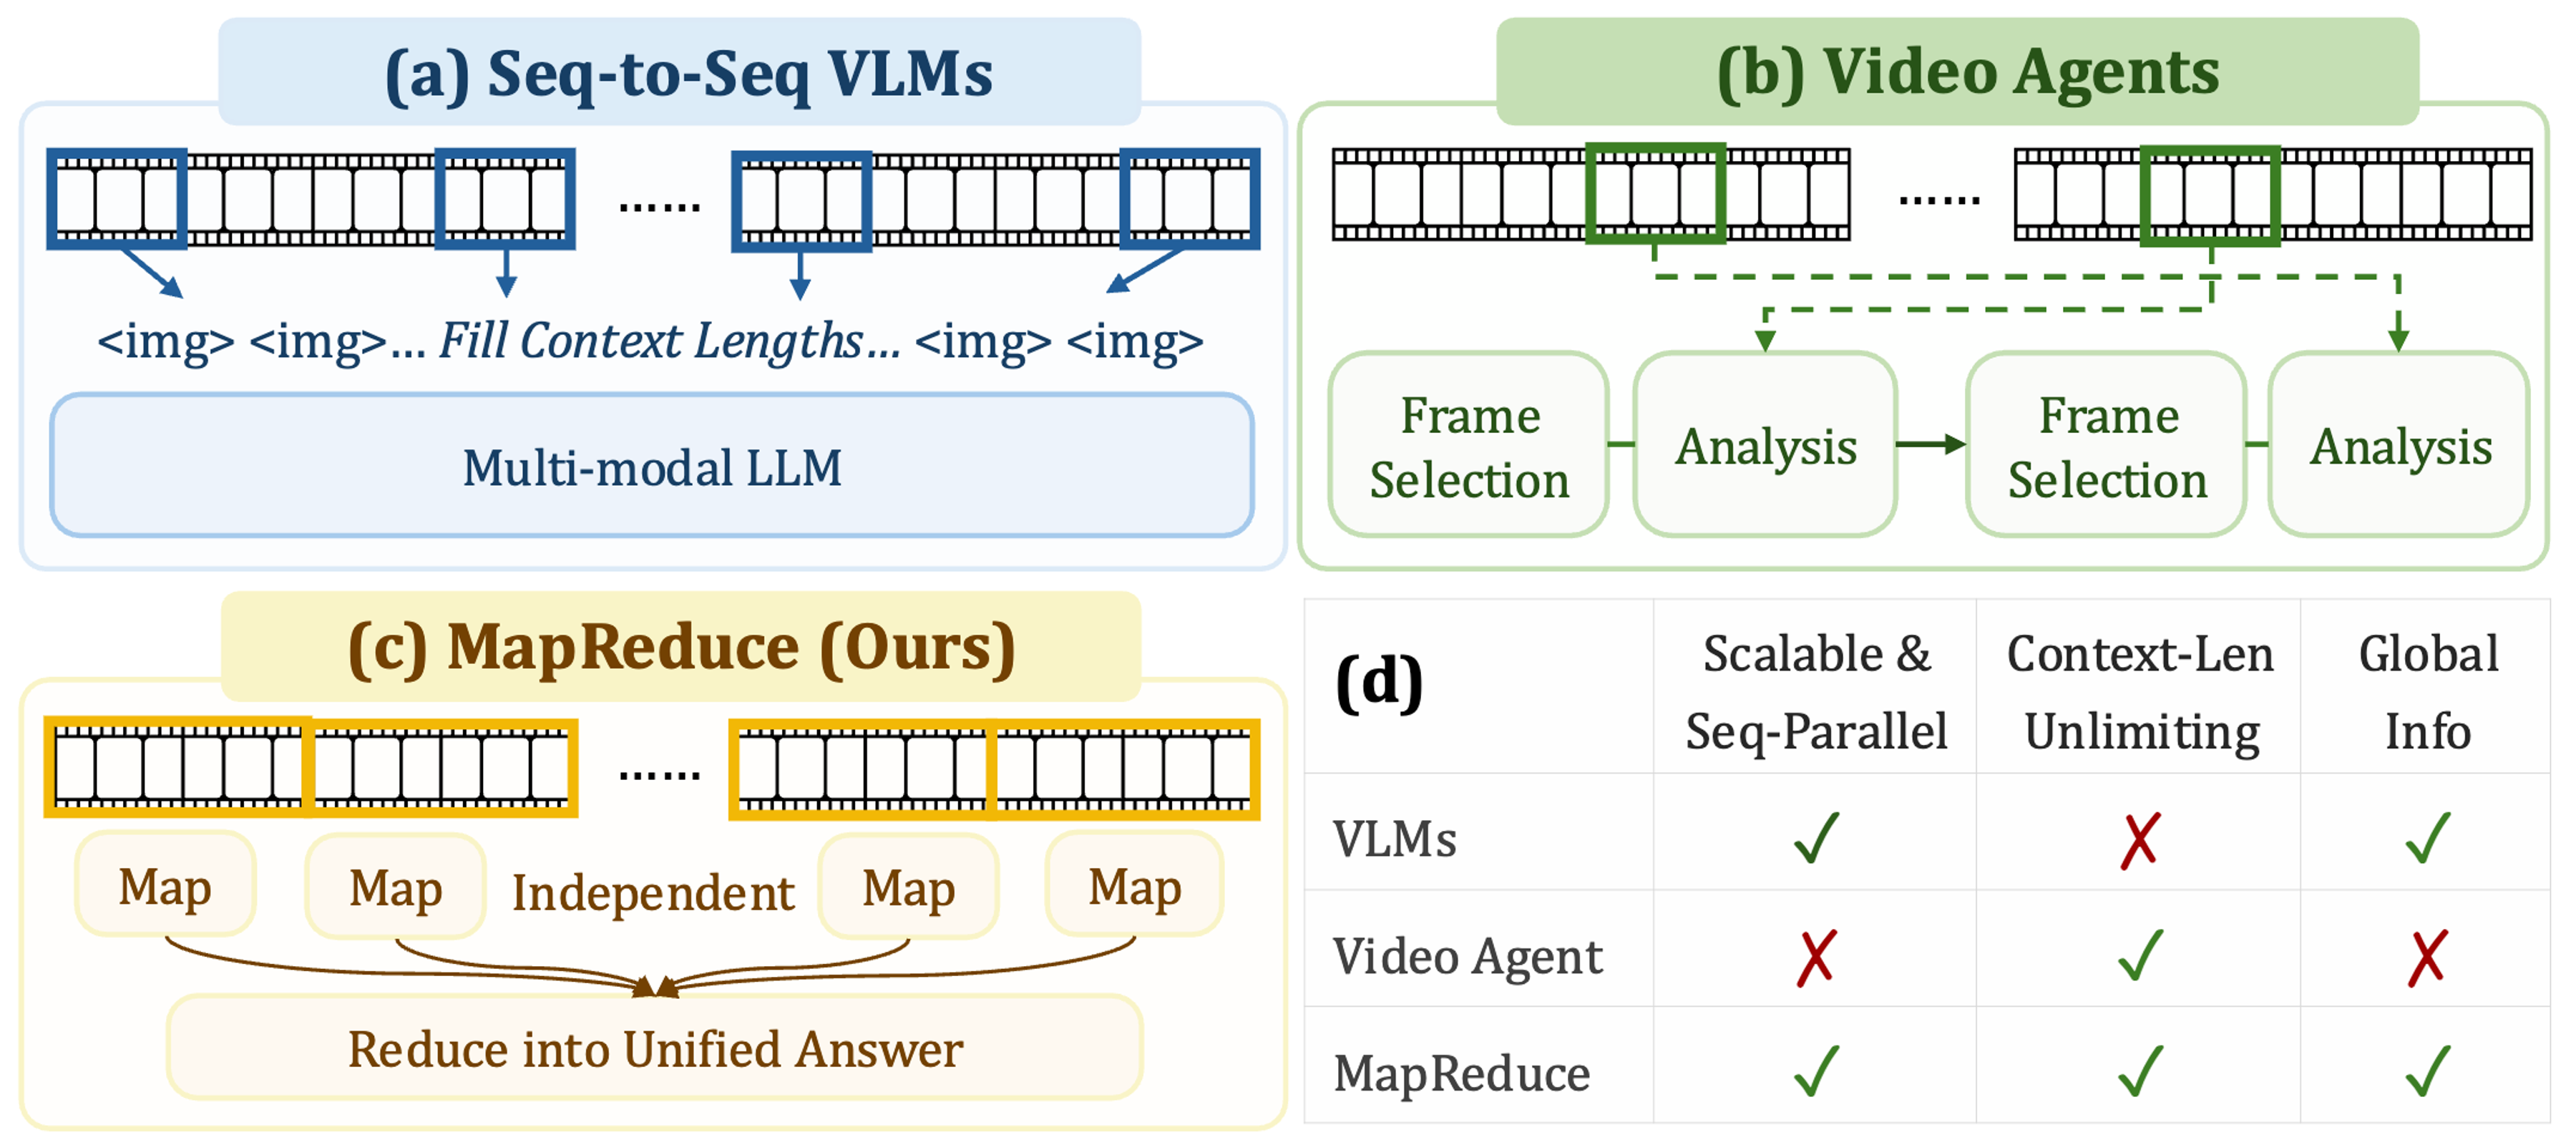 (a) Seq-to-Seq VLMs
......
<img> <img>... Fill Context Lengths... <img> <img>
Multi-modal LLM
(b) Video Agents
......
Frame Selection
Analysis
Frame Selection
Analysis
(c) MapReduce (Ours)
......
Map
Map
Independent
Map
Map
Reduce into Unified Answer
(d)
Scalable &
Seq-Parallel
Context-Len
Unlimiting
Global
Info
VLMs ✓ ✗ ✓
Video Agent ✗ ✓ ✗
MapReduce ✓ ✓ ✓